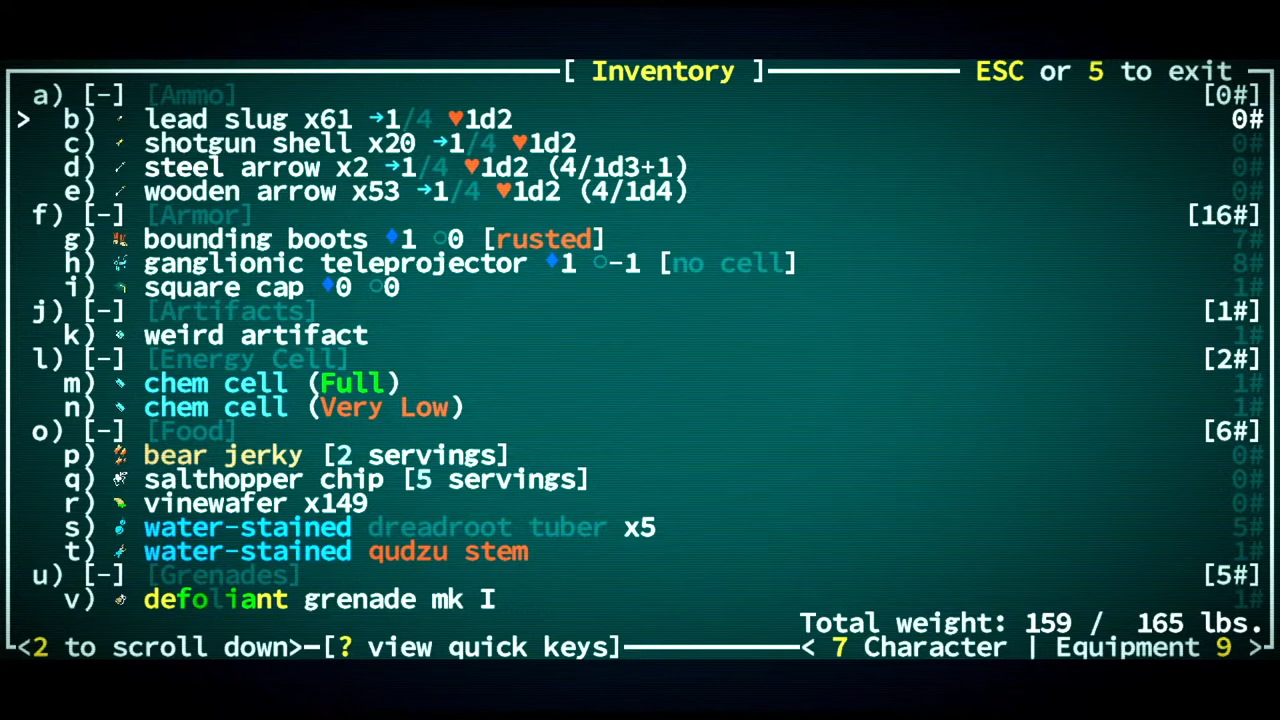 [ Inventory ] ESC or 5 to exit
a) [-] [Ammo] [0#]
> b) lead slug x61 →1/4 ♥1d2 0#
c) shotgun shell x20 →1/4 ♥1d2 0#
d) steel arrow x2 →1/4 ♥1d2 (4/1d3+1) 0#
e) wooden arrow x53 →1/4 ♥1d2 (4/1d4) 0#
f) [-] [Armor] [16#]
g) bounding boots ♦1 ○0 [rusted] 7#
h) ganglionic teleprojector ♦1 ○-1 [no cell] 8#
i) square cap ♦0 ○0 1#
j) [-] [Artifacts] [1#]
k) weird artifact 1#
l) [-] [Energy Cell] [2#]
m) chem cell (Full) 1#
n) chem cell (Very Low) 1#
o) [-] [Food] [6#]
p) bear jerky [2 servings] 0#
q) salthopper chip [5 servings] 0#
r) vinewafer x149 0#
s) water-stained dreadroot tuber x5 5#
t) water-stained qudzu stem 1#
u) [-] [Grenades] [5#]
v) defoliant grenade mk I 1#
Total weight: 159 / 165 lbs.
<2 to scroll down> [? view quick keys] < 7 Character | Equipment 9 >